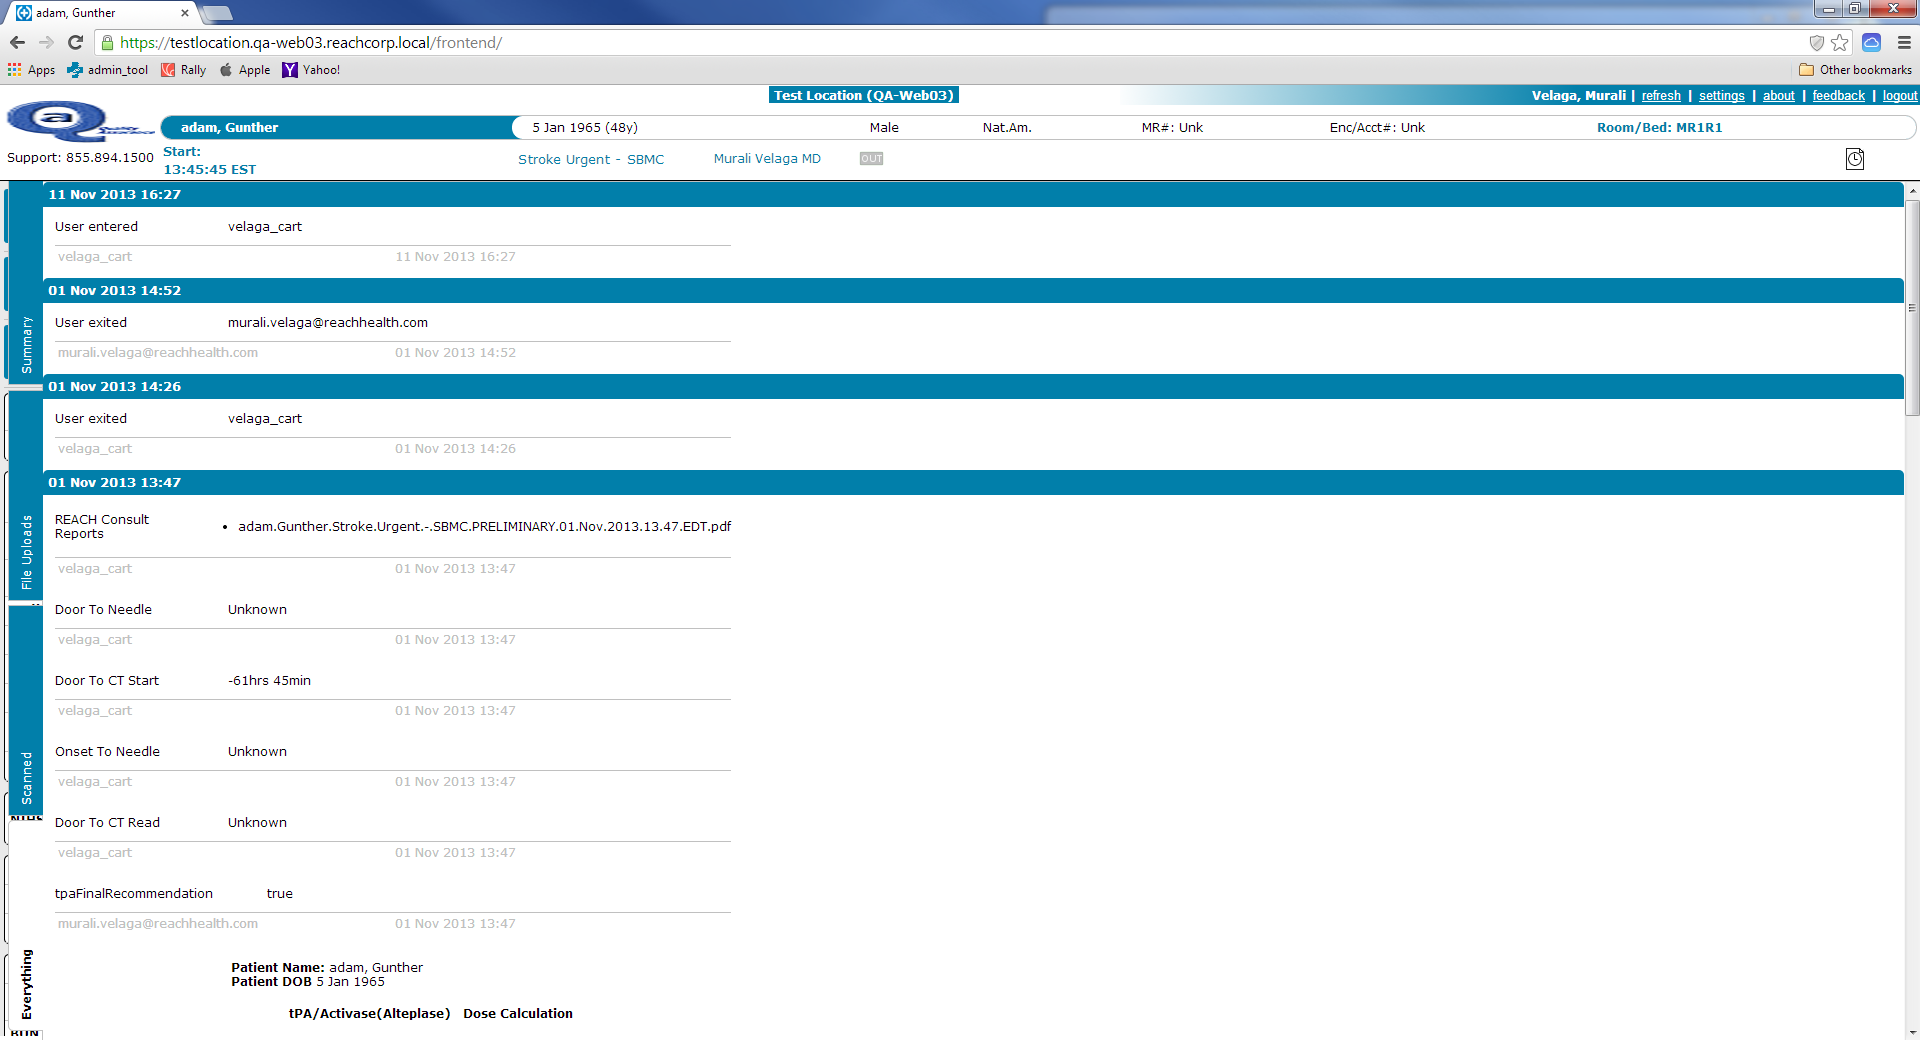 adam, Gunther
https://testlocation.qa-web03.reachcorp.local/frontend/
Apps admin_tool Rally Apple Yahoo! Other bookmarks
Test Location (QA-Web03)
Velaga, Murali | refresh | settings | about | feedback | logout
adam, Gunther 5 Jan 1965 (48y) Male Nat.Am. MR#: Unk Enc/Acct#: Unk Room/Bed: MR1R1
Support: 855.894.1500
Start:
13:45:45 EST
Stroke Urgent - SBMC Murali Velaga MD OUT
Summary
File Uploads
Scanned
Everything
11 Nov 2013 16:27
User entered velaga_cart
velaga_cart 11 Nov 2013 16:27
01 Nov 2013 14:52
User exited murali.velaga@reachhealth.com
murali.velaga@reachhealth.com 01 Nov 2013 14:52
01 Nov 2013 14:26
User exited velaga_cart
velaga_cart 01 Nov 2013 14:26
01 Nov 2013 13:47
REACH Consult
Reports
• adam.Gunther.Stroke.Urgent.-.SBMC.PRELIMINARY.01.Nov.2013.13.47.EDT.pdf
velaga_cart 01 Nov 2013 13:47
Door To Needle Unknown
velaga_cart 01 Nov 2013 13:47
Door To CT Start -61hrs 45min
velaga_cart 01 Nov 2013 13:47
Onset To Needle Unknown
velaga_cart 01 Nov 2013 13:47
Door To CT Read Unknown
velaga_cart 01 Nov 2013 13:47
tpaFinalRecommendation true
murali.velaga@reachhealth.com 01 Nov 2013 13:47
Patient Name: adam, Gunther
Patient DOB 5 Jan 1965
tPA/Activase(Alteplase) Dose Calculation